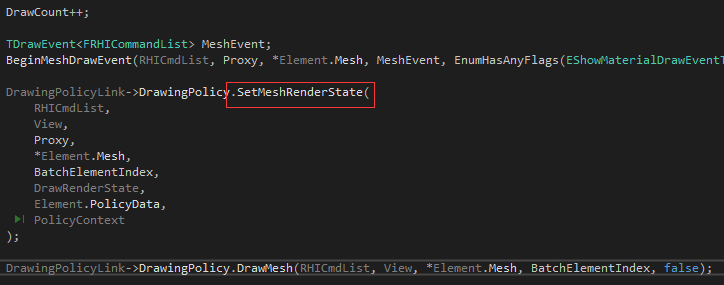 DrawCount++;
TDrawEvent<FRHICommandList> MeshEvent;
BeginMeshDrawEvent(RHICmdList, Proxy, *Element.Mesh, MeshEvent, EnumHasAnyFlags(EShowMaterialDrawEventT
DrawingPolicyLink->DrawingPolicy.SetMeshRenderState(
RHICmdList,
View,
Proxy,
*Element.Mesh,
BatchElementIndex,
DrawRenderState,
Element.PolicyData,
PolicyContext
);
DrawingPolicyLink->DrawingPolicy.DrawMesh(RHICmdList, View, *Element.Mesh, BatchElementIndex, false);